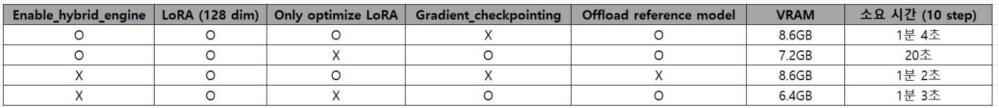 Enable_hybrid_engine LoRA (128 dim) Only optimize LoRA Gradient_checkpointing Offload reference model VRAM 소요 시간 (10 step)
O O O X O 8.6GB 1분 4초
O O X O O 7.2GB 20초
X O O X X 8.6GB 1분 2초
X O X O O 6.4GB 1분 3초